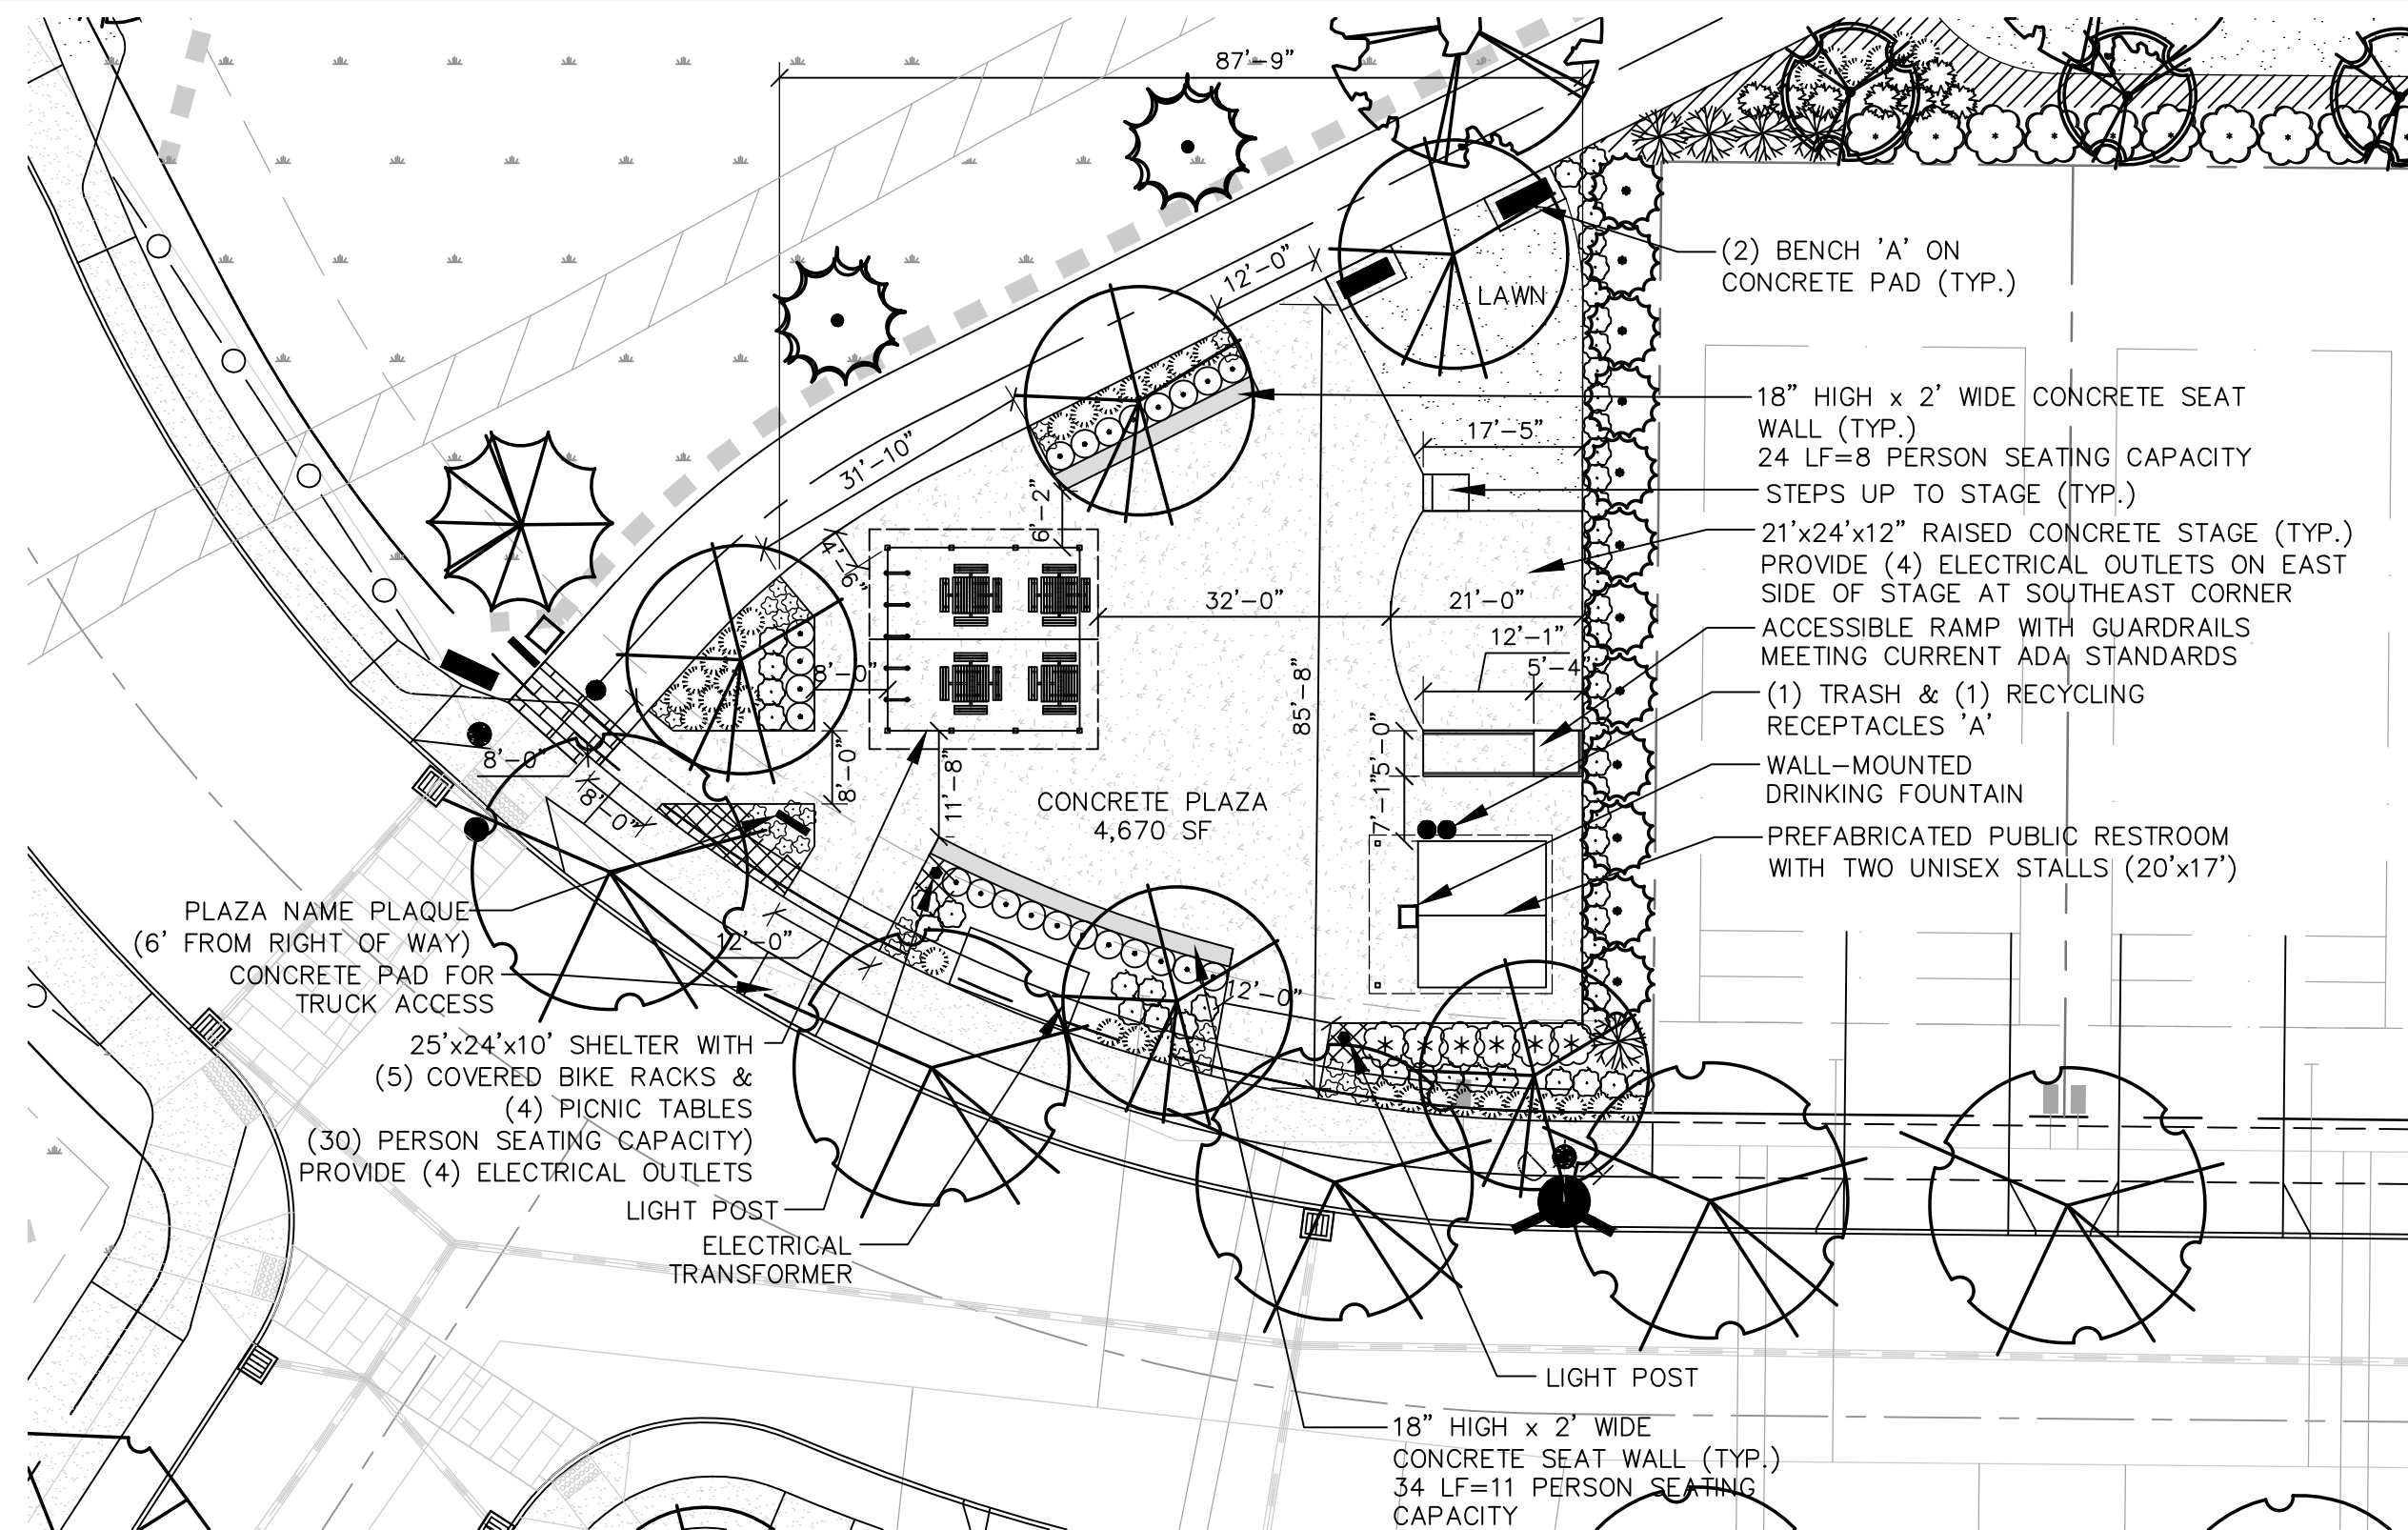 87'-9"
12'-0"
LAWN
(2) BENCH 'A' ON
CONCRETE PAD (TYP.)
18" HIGH x 2' WIDE CONCRETE SEAT
WALL (TYP.)
24 LF=8 PERSON SEATING CAPACITY
17'-5"
31'-10"
6'-2"
STEPS UP TO STAGE (TYP.)
21'x24'x12" RAISED CONCRETE STAGE (TYP.)
PROVIDE (4) ELECTRICAL OUTLETS ON EAST
SIDE OF STAGE AT SOUTHEAST CORNER
4'-6"
32'-0"
21'-0"
ACCESSIBLE RAMP WITH GUARDRAILS
MEETING CURRENT ADA STANDARDS
12'-1"
5'-4"
8'-0"
85'-8"
(1) TRASH & (1) RECYCLING
RECEPTACLES 'A'
8'-0"
8'-0"
8'-0"
11'-8"
5'-0"
7'-1"
WALL-MOUNTED
DRINKING FOUNTAIN
CONCRETE PLAZA
4,670 SF
PREFABRICATED PUBLIC RESTROOM
WITH TWO UNISEX STALLS (20'x17')
PLAZA NAME PLAQUE
(6' FROM RIGHT OF WAY)
12'-0"
CONCRETE PAD FOR
TRUCK ACCESS
12'-0"
25'x24'x10' SHELTER WITH
(5) COVERED BIKE RACKS &
(4) PICNIC TABLES
(30) PERSON SEATING CAPACITY)
PROVIDE (4) ELECTRICAL OUTLETS
LIGHT POST
ELECTRICAL
TRANSFORMER
LIGHT POST
18" HIGH x 2' WIDE
CONCRETE SEAT WALL (TYP.)
34 LF=11 PERSON SEATING
CAPACITY